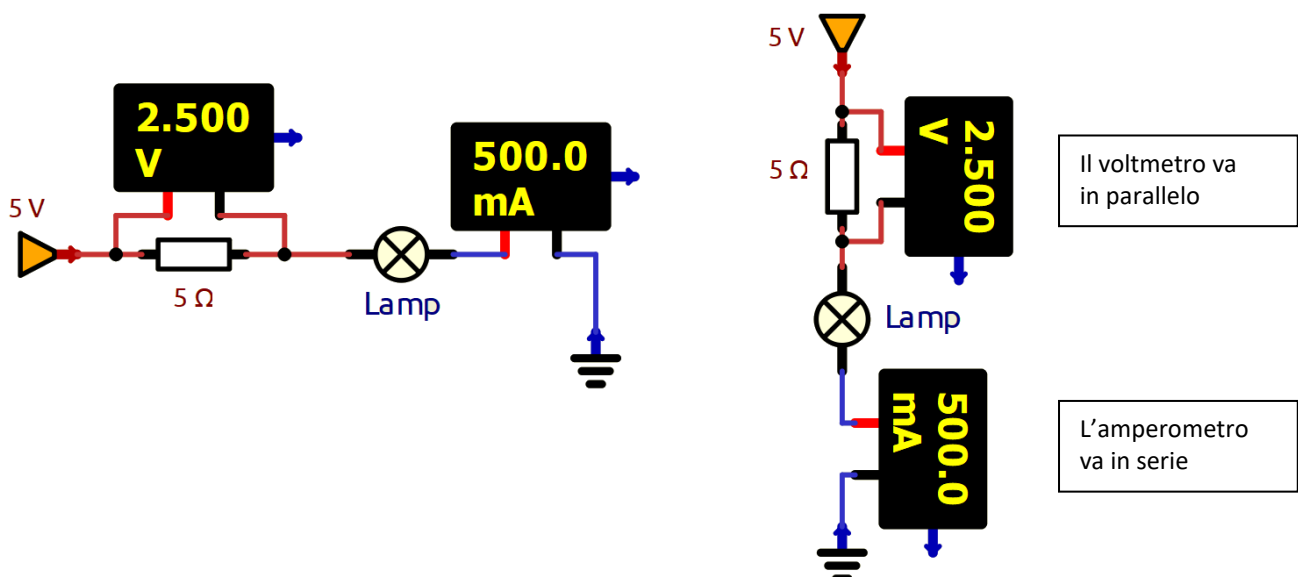 2.500
V
500.0
mA
5 V
5 Ω
Lamp
5 V
2.500
V
5 Ω
Lamp
500.0
mA
Il voltmetro va
in parallelo
L’amperometro
va in serie